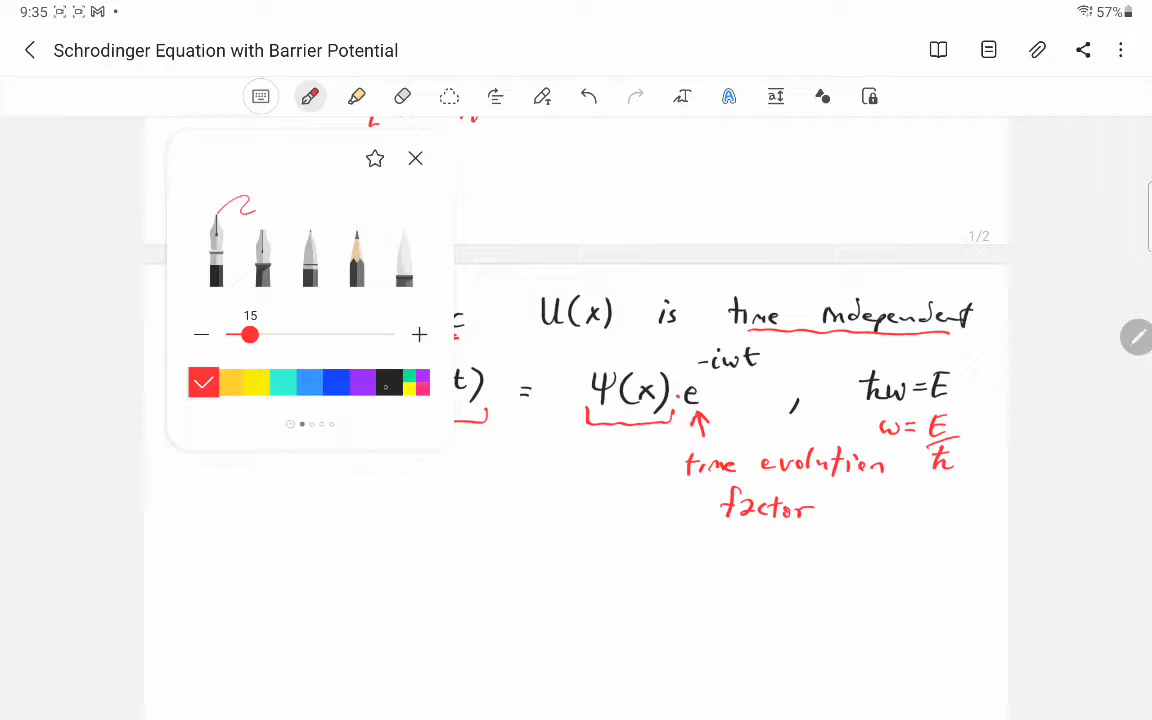 9:35
57%
Schrodinger Equation with Barrier Potential
1/2
15
U(x) is time independent
t) = Ψ(x) · e^-iωt , ħω = E
ω = E/ħ
time evolution
factor